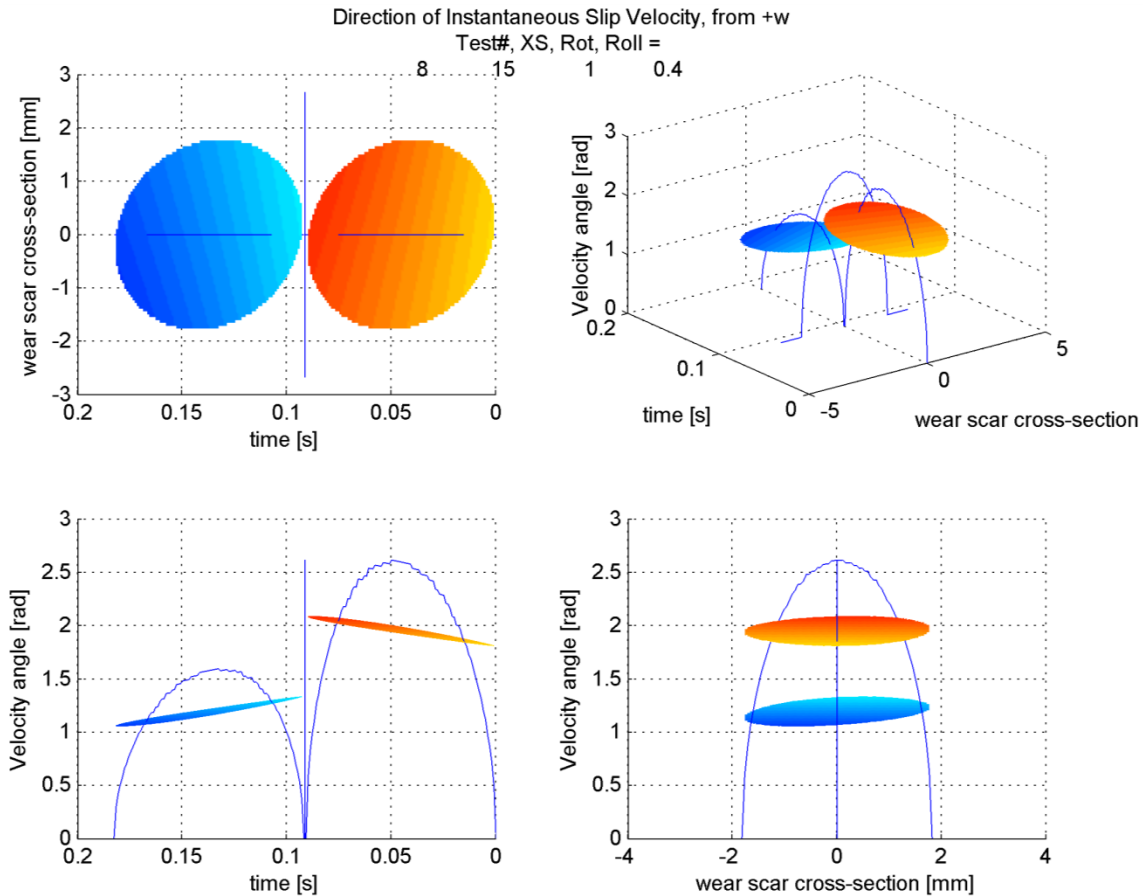 Direction of Instantaneous Slip Velocity, from +w
Test#, XS, Rot, Roll =
8 15 1 0.4
3
2
1
0
-1
-2
-3
wear scar cross-section [mm]
0.2 0.15 0.1 0.05 0
time [s]
3
2
1
0
Velocity angle [rad]
0.2
0.1
0
time [s]
-5
0
5
wear scar cross-section
3
2.5
2
1.5
1
0.5
0
Velocity angle [rad]
0.2 0.15 0.1 0.05 0
time [s]
3
2.5
2
1.5
1
0.5
0
Velocity angle [rad]
-4 -2 0 2 4
wear scar cross-section [mm]